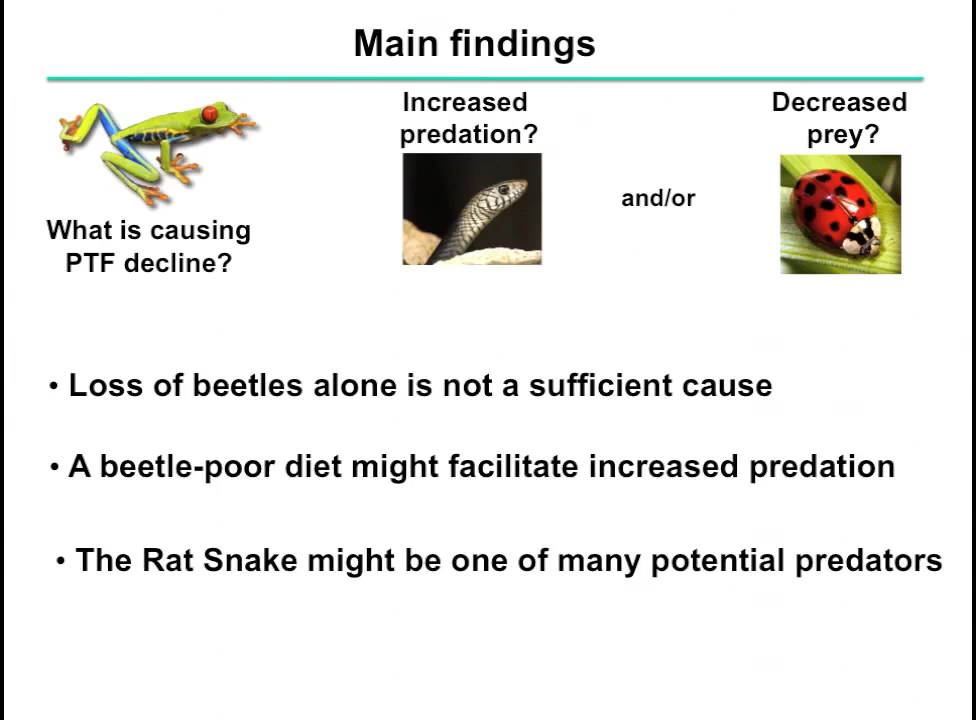 Main findings
Increased
predation?
Decreased
prey?
and/or
What is causing
PTF decline?
• Loss of beetles alone is not a sufficient cause
• A beetle-poor diet might facilitate increased predation
• The Rat Snake might be one of many potential predators